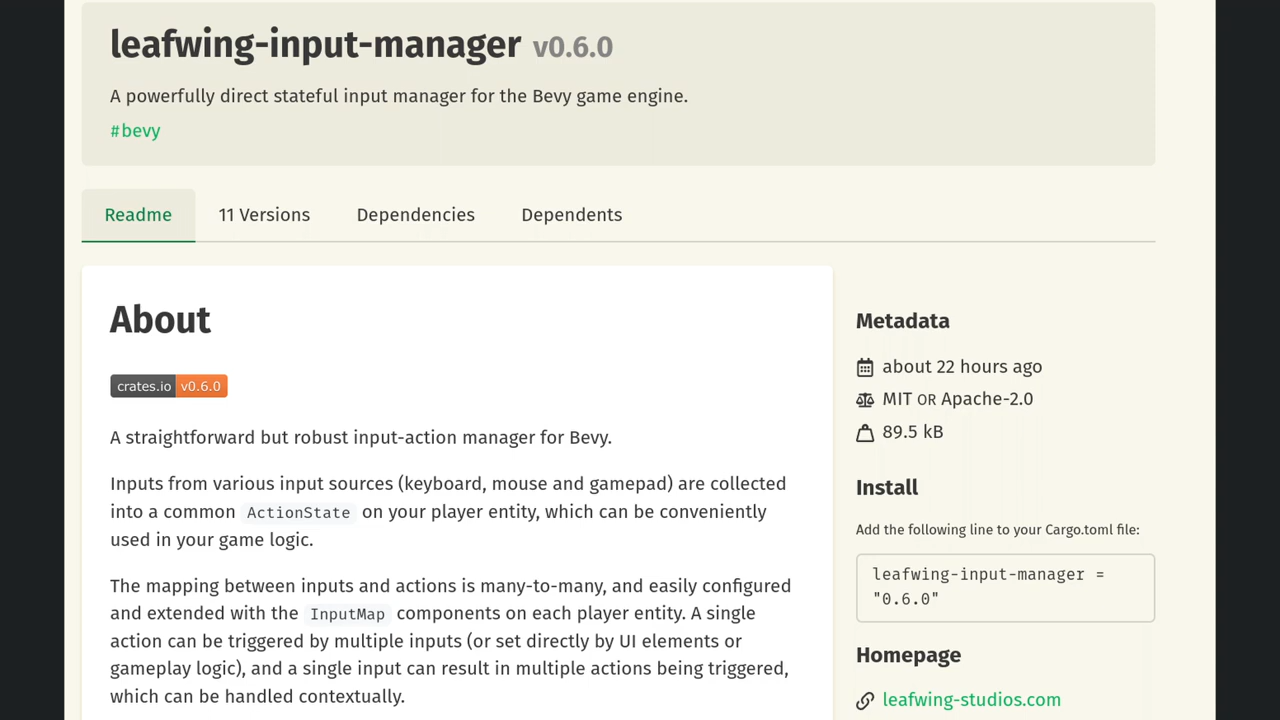 leafwing-input-manager v0.6.0
A powerfully direct stateful input manager for the Bevy game engine.
#bevy
Readme
11 Versions
Dependencies
Dependents
About
crates.io v0.6.0
A straightforward but robust input-action manager for Bevy.
Inputs from various input sources (keyboard, mouse and gamepad) are collected
into a common ActionState on your player entity, which can be conveniently
used in your game logic.
The mapping between inputs and actions is many-to-many, and easily configured
and extended with the InputMap components on each player entity. A single
action can be triggered by multiple inputs (or set directly by UI elements or
gameplay logic), and a single input can result in multiple actions being triggered,
which can be handled contextually.
Metadata
about 22 hours ago
MIT OR Apache-2.0
89.5 kB
Install
Add the following line to your Cargo.toml file:
leafwing-input-manager =
"0.6.0"
Homepage
leafwing-studios.com